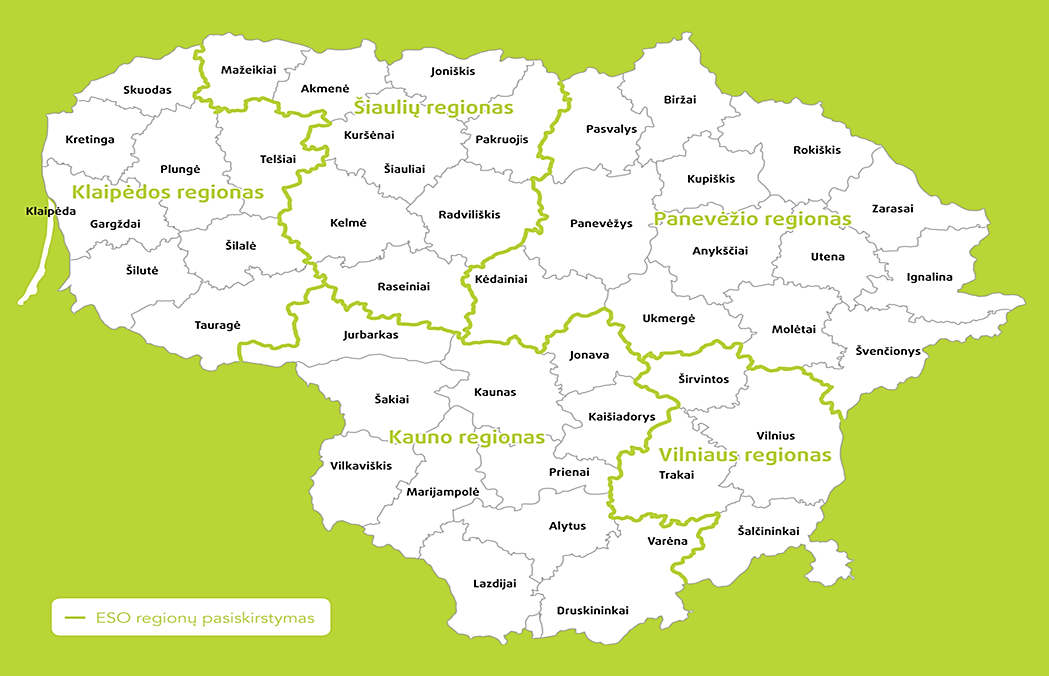 Mažeikiai
Joniškis
Skuodas
Akmenė
Biržai
Šiaulių regionas
Pasvalys
Kuršėnai
Kretinga
Pakruojis
Rokiškis
Telšiai
Plungė
Šiauliai
Kupiškis
Klaipėdos regionas
Klaipėda
Zarasai
Radviliškis
Panevėžio regionas
Gargždai
Kelmė
Panevėžys
Šilalė
Anykščiai
Utena
Šilutė
Ignalina
Kėdainiai
Raseiniai
Ukmergė
Tauragė
Molėtai
Jurbarkas
Švenčionys
Jonava
Širvintos
Kaunas
Šakiai
Kaišiadorys
Kauno regionas
Vilnius
Vilniaus regionas
Vilkaviškis
Prienai
Trakai
Marijampolė
Alytus
Šalčininkai
Varėna
Lazdijai
Druskininkai
ESO regionų pasiskirstymas